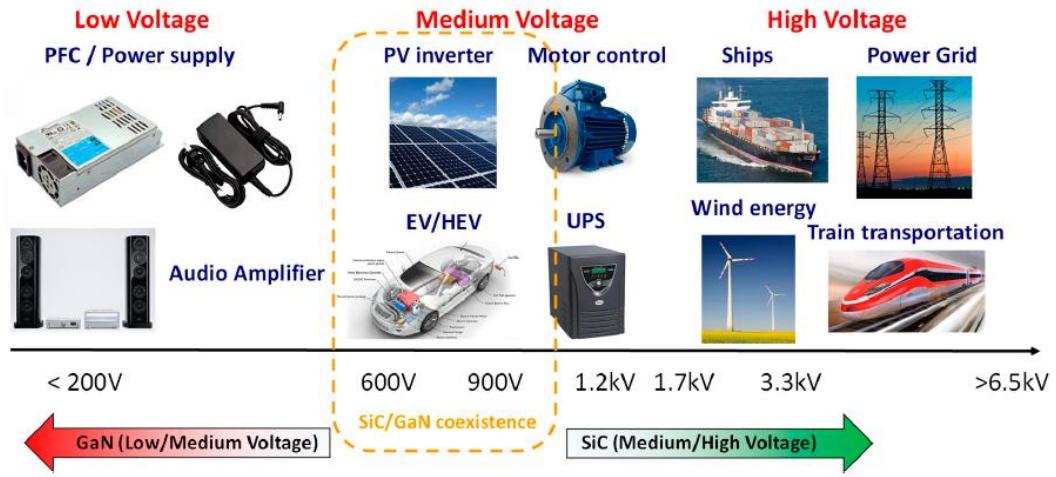 Low Voltage
Medium Voltage
High Voltage
PFC / Power supply
PV inverter
Motor control
Ships
Power Grid
Audio Amplifier
EV/HEV
UPS
Wind energy
Train transportation
< 200V
600V
900V
1.2kV
1.7kV
3.3kV
>6.5kV
SiC/GaN coexistence
GaN (Low/Medium Voltage)
SiC (Medium/High Voltage)